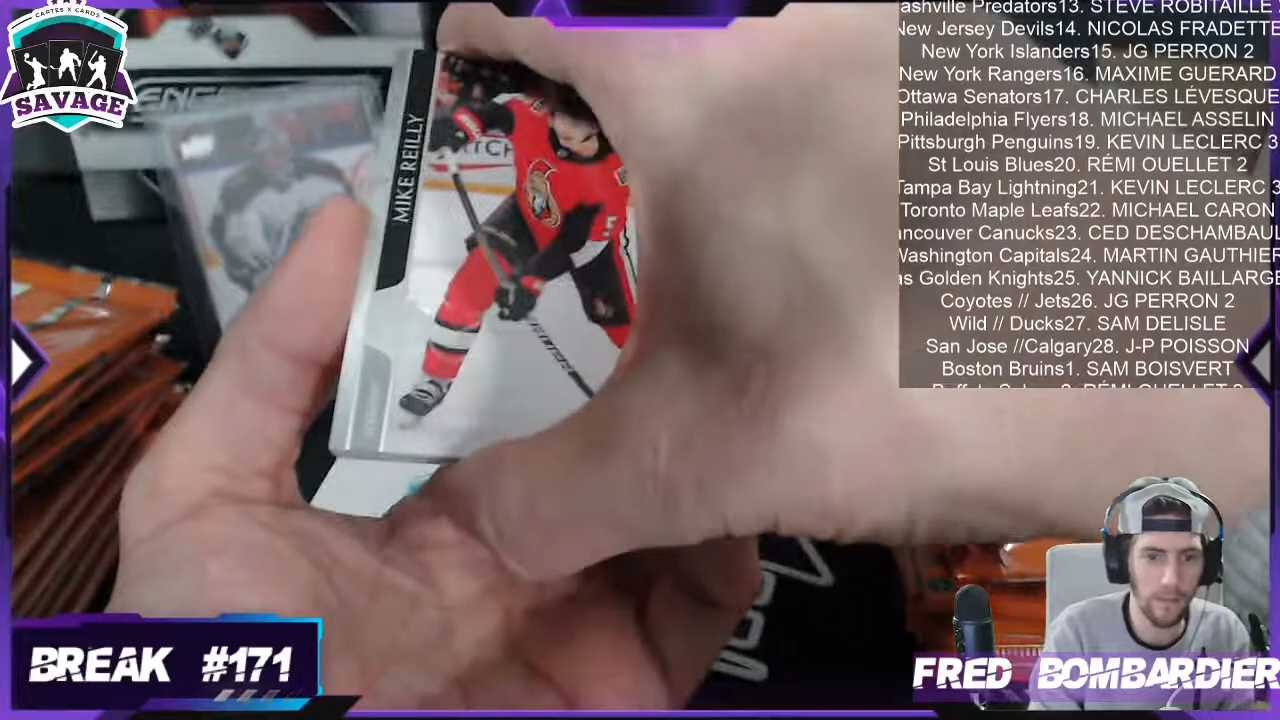 CARTES X CARDS
SAVAGE
MIKE REILLY
ashville Predators13. STEVE ROBITAILLE
New Jersey Devils14. NICOLAS FRADETTE
New York Islanders15. JG PERRON 2
New York Rangers16. MAXIME GUERARD
Ottawa Senators17. CHARLES LÉVESQUE
Philadelphia Flyers18. MICHAEL ASSELIN
Pittsburgh Penguins19. KEVIN LECLERC 3
St Louis Blues20. RÉMI OUELLET 2
Tampa Bay Lightning21. KEVIN LECLERC 3
Toronto Maple Leafs22. MICHAEL CARON
ancouver Canucks23. CED DESCHAMBAUL
Washington Capitals24. MARTIN GAUTHIER
as Golden Knights25. YANNICK BAILLARGE
Coyotes // Jets26. JG PERRON 2
Wild // Ducks27. SAM DELISLE
San Jose //Calgary28. J-P POISSON
Boston Bruins1. SAM BOISVERT
BREAK #171
FRED BOMBARDIER